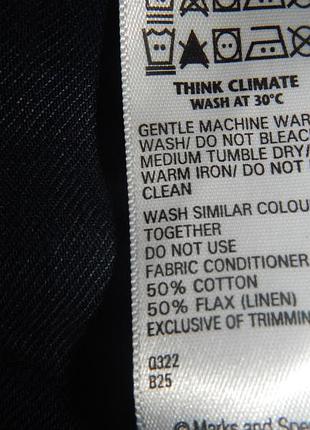 THINK CLIMATE
WASH AT 30°C
GENTLE MACHINE WAR
WASH/ DO NOT BLEAC
MEDIUM TUMBLE DRY/
WARM IRON/ DO NOT
CLEAN
WASH SIMILAR COLOU
TOGETHER
DO NOT USE
FABRIC CONDITIONER
50% COTTON
50% FLAX (LINEN)
EXCLUSIVE OF TRIMMIN
Q322
B25
©Marks and Spe